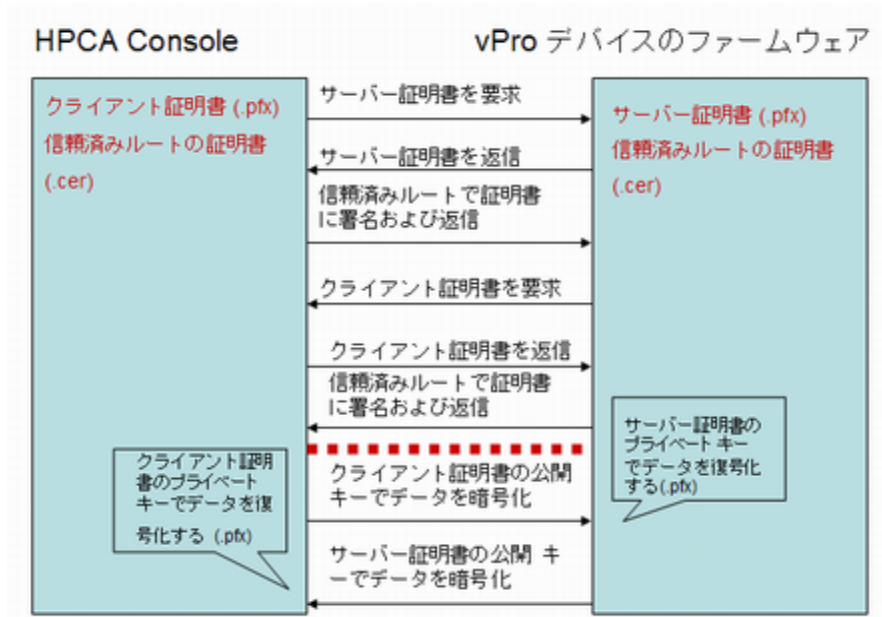 HPCA Console
vPro デバイスのファームウェア
クライアント証明書 (.pfx)
信頼済みルートの証明書
(.cer)
サーバー証明書を要求
サーバー証明書を返信
信頼済みルートで証明書
に署名および返信
クライアント証明書を要求
クライアント証明書を返信
信頼済みルートで証明書
に署名および返信
クライアント証明書の公開
キーでデータを暗号化
サーバー証明書の公開 キ
ーでデータを暗号化
クライアント証明
書のプライベート
キーでデータを復
号化する (.pfx)
サーバー証明書 (.pfx)
信頼済みルートの証明書
(.cer)
サーバー証明書の
プライベート キー
でデータを復号化
する(.pfx)